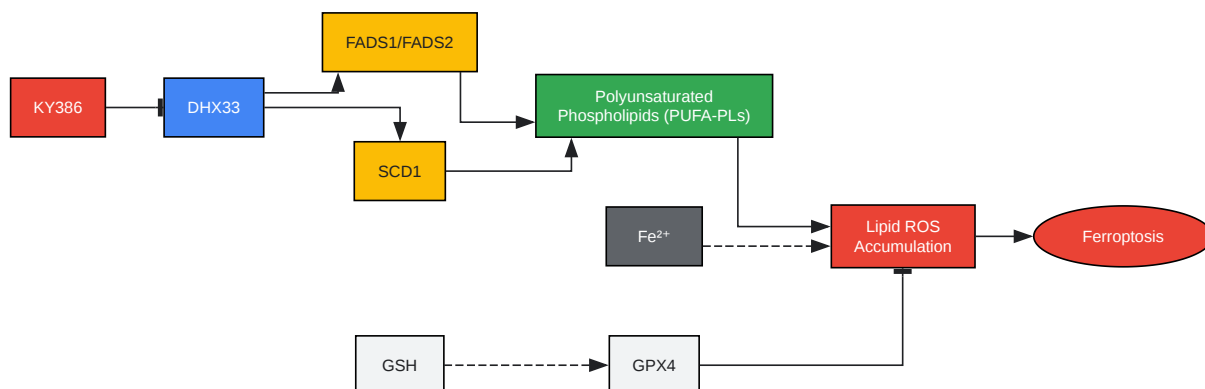 FADS1/FADS2
KY386
DHX33
Polyunsaturated
Phospholipids (PUFA-PLs)
SCD1
Fe²⁺
Lipid ROS
Accumulation
Ferroptosis
GSH
GPX4